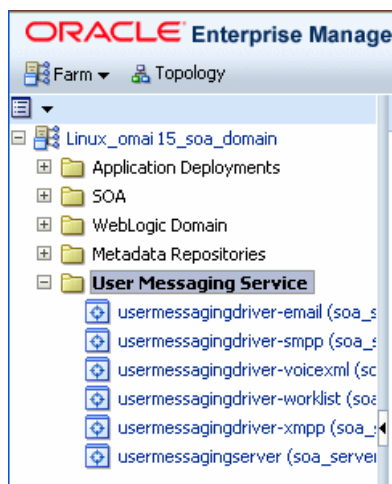 ORACLE Enterprise Manage
Farm Topology
Linux_omai 15_soa_domain
Application Deployments
SOA
WebLogic Domain
Metadata Repositories
User Messaging Service
usermessagingdriver-email (soa_s
usermessagingdriver-smpp (soa_s
usermessagingdriver-voicexml (so
usermessagingdriver-worklist (soa
usermessagingdriver-xmpp (soa_s
usermessagingserver (soa_server